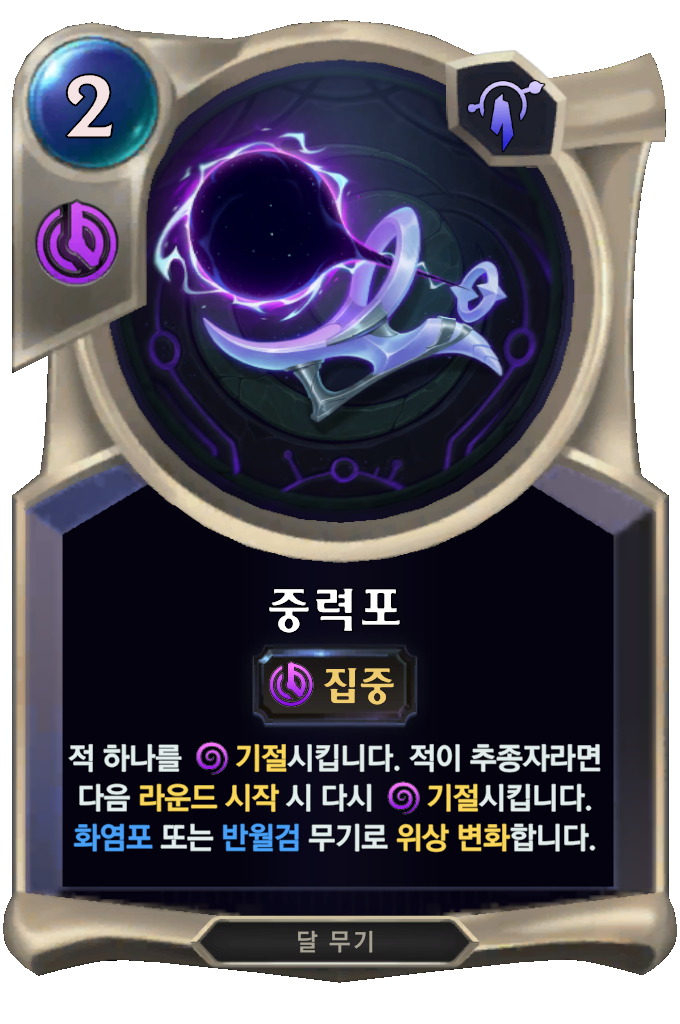 2
중력포
집중
적 하나를 기절시킵니다. 적이 추종자라면
다음 라운드 시작 시 다시 기절시킵니다.
화염포 또는 반월검 무기로 위상 변화합니다.
달 무기